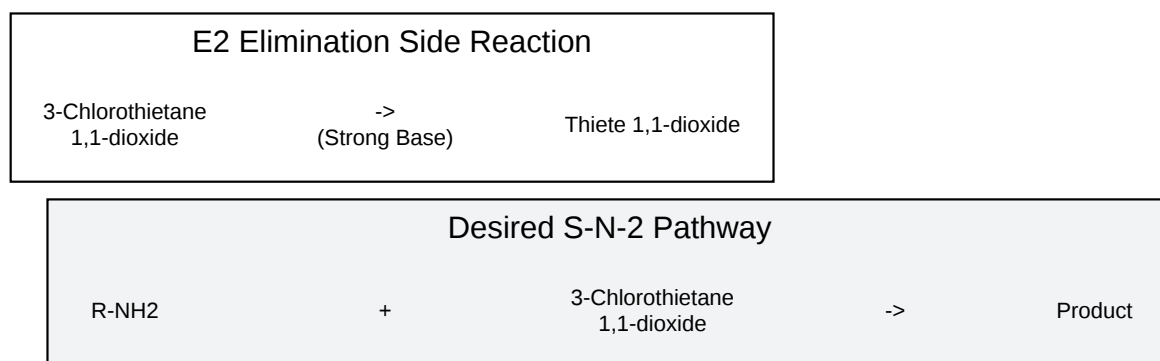 E2 Elimination Side Reaction
3-Chlorothietane
1,1-dioxide
->
(Strong Base)
Thiete 1,1-dioxide
Desired S-N-2 Pathway
R-NH2
+
3-Chlorothietane
1,1-dioxide
->
Product